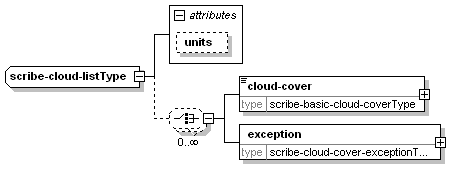 attributes
units
scribe-cloud-listType
cloud-cover
type scribe-basic-cloud-coverType
0..∞
exception
type scribe-cloud-cover-exceptionT...